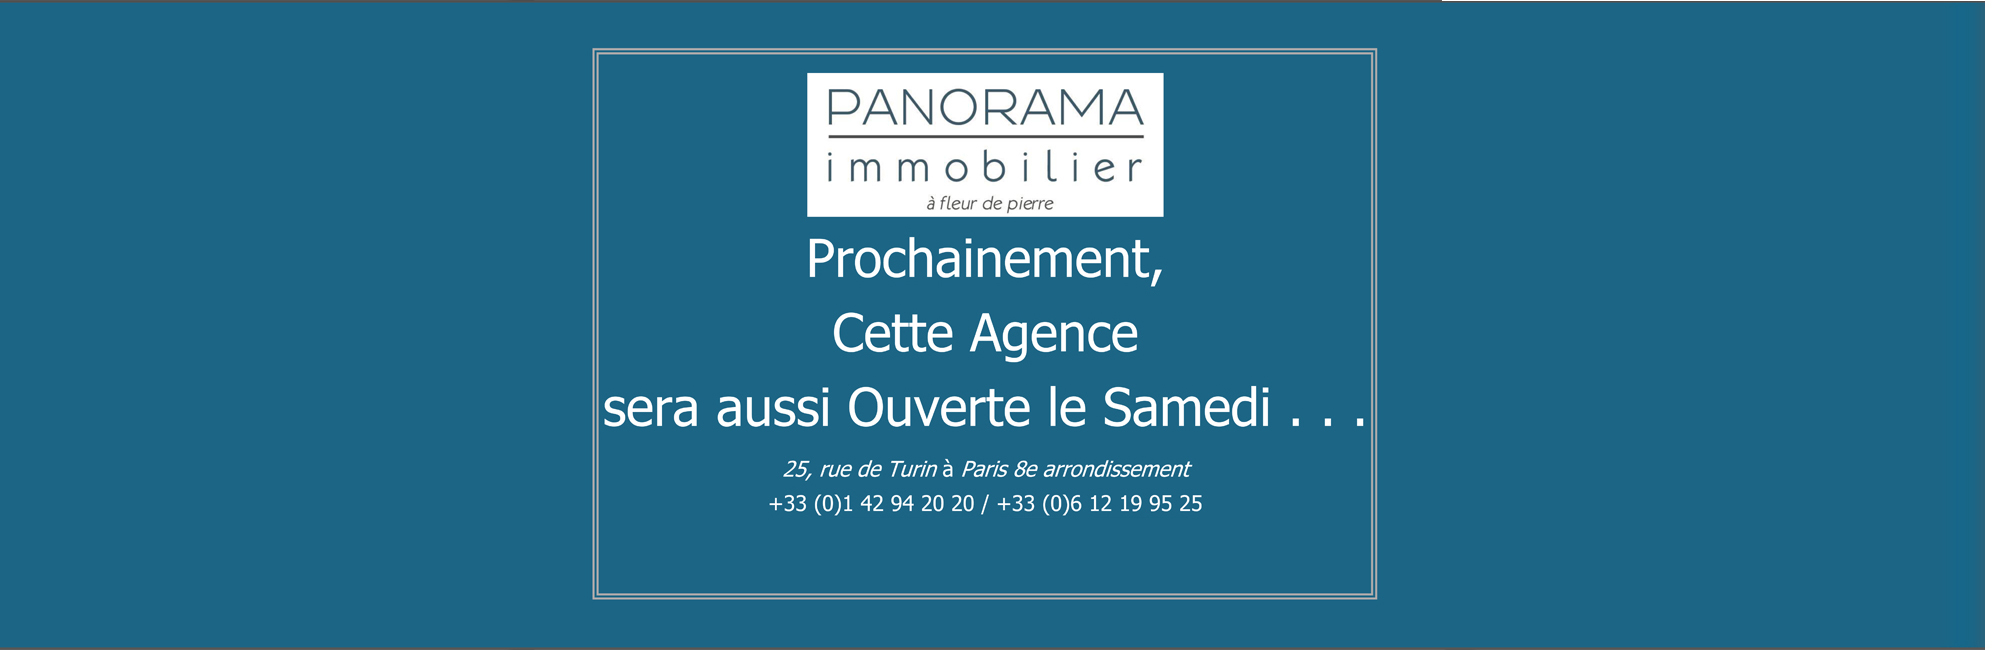 PANORAMA
immobilier
à fleur de pierre
Prochainement,
Cette Agence
sera aussi Ouverte le Samedi . . .
25, rue de Turin à Paris 8e arrondissement
+33 (0)1 42 94 20 20 / +33 (0)6 12 19 95 25